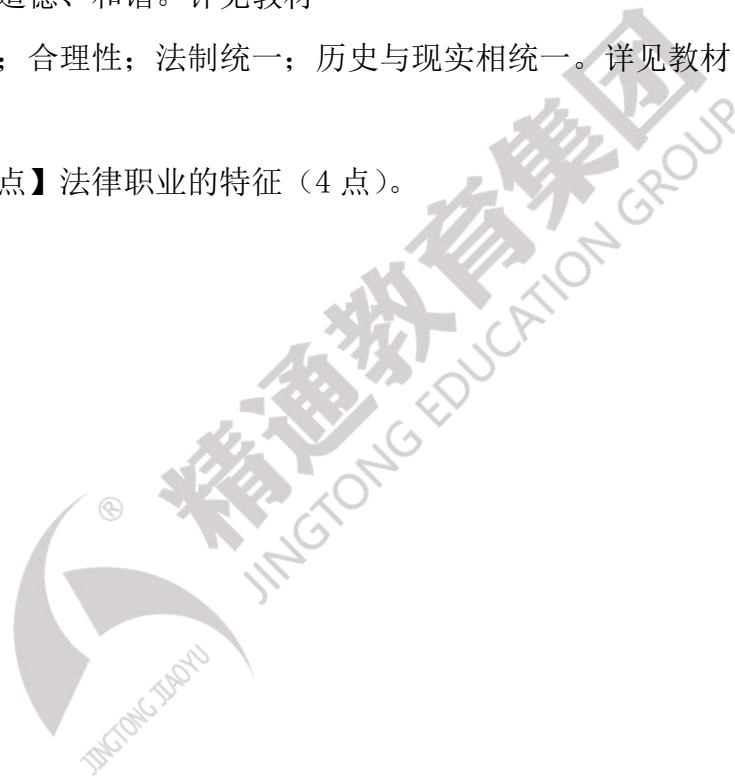 道德、和谐。详见教材
；合理性；法制统一；历史与现实相统一。详见教材
点】法律职业的特征（4 点）。
精通教育集团
JINGTONG EDUCATION GROUP
®
JINGTONG JIAOYU